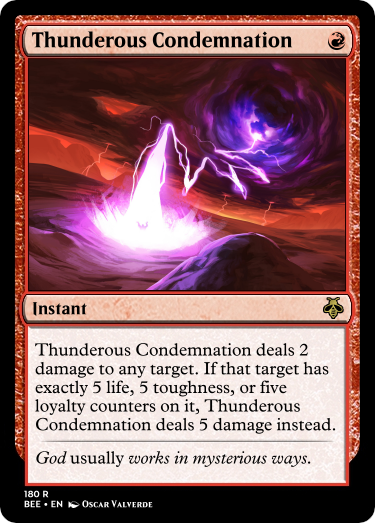 Thunderous Condemnation
Instant
Thunderous Condemnation deals 2
damage to any target. If that target has
exactly 5 life, 5 toughness, or five
loyalty counters on it, Thunderous
Condemnation deals 5 damage instead.
God usually works in mysterious ways.
180 R
BEE • EN Oscar Valverde